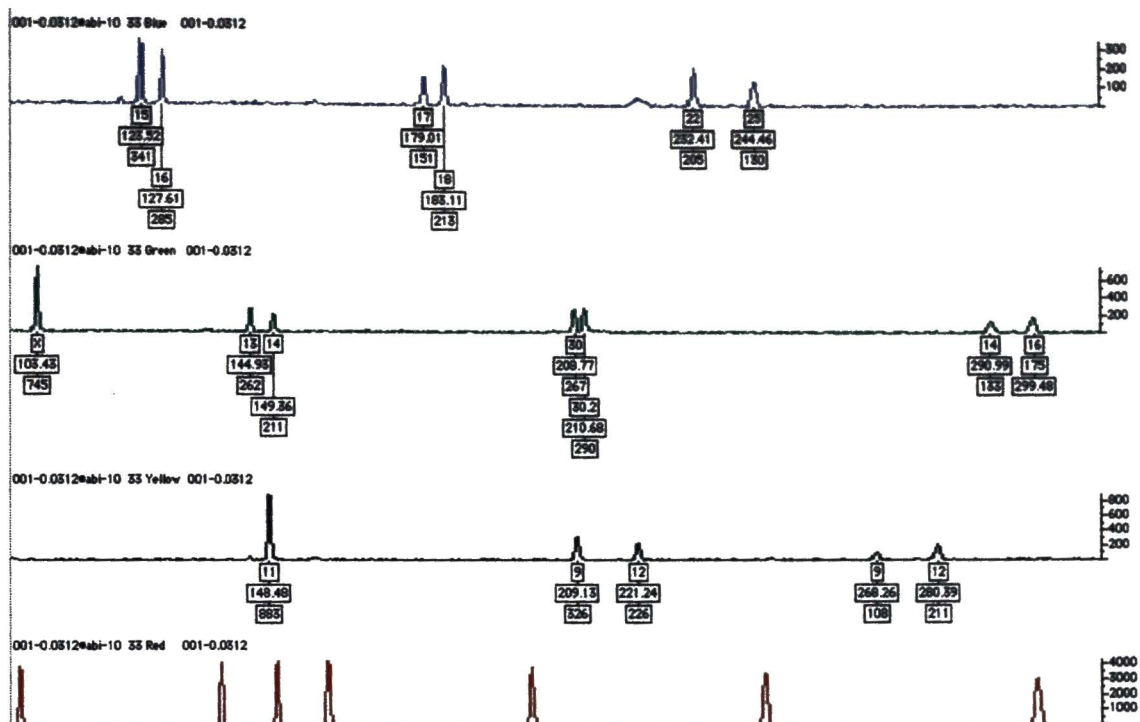 001-0.0312@abi-10 33 Blue 001-0.0312
300
200
100
15 17 22 25
123.52 179.01 232.41 244.46
341 151 205 130
16 18
127.61 183.11
285 213
001-0.0312@abi-10 33 Green 001-0.0312
600
400
200
X 13 14 30 14 16
103.43 144.93 208.77 290.99 175
745 262 267 133 299.48
149.36 30.2
211 210.68
290
001-0.0312@abi-10 33 Yellow 001-0.0312
800
600
400
200
11 9 12 9 12
148.48 209.13 221.24 268.26 280.39
883 326 226 108 211
001-0.0312@abi-10 33 Red 001-0.0312
4000
3000
2000
1000